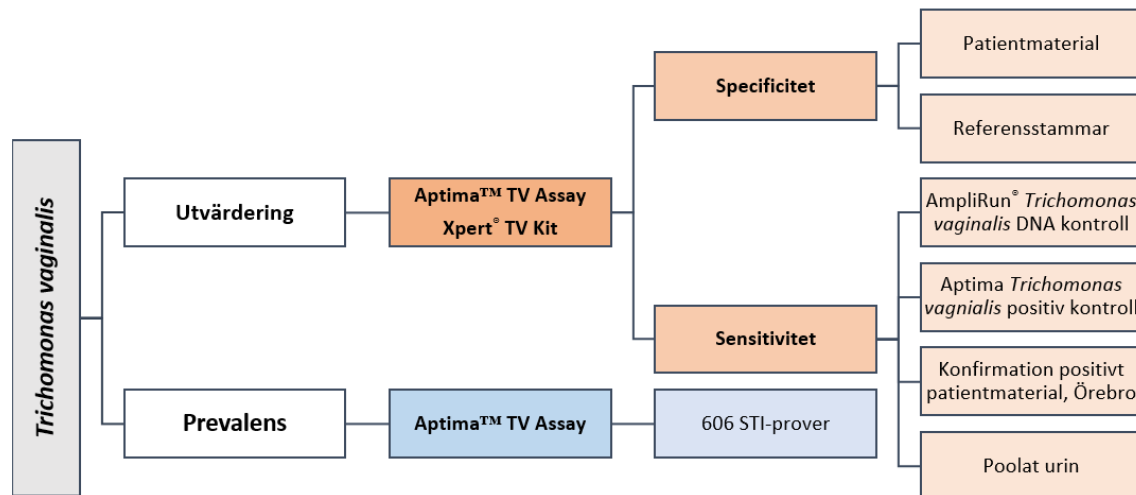 Trichomonas vaginalis
Utvärdering
Aptima™ TV Assay
Xpert® TV Kit
Specificitet
Patientmaterial
Referensstammar
Sensitivitet
AmpliRun® Trichomonas
vaginalis DNA kontroll
Aptima Trichomonas
vagnialis positiv kontroll
Konfirmation positivt
patientmaterial, Örebro
Poolat urin
Prevalens
Aptima™ TV Assay
606 STI-prover